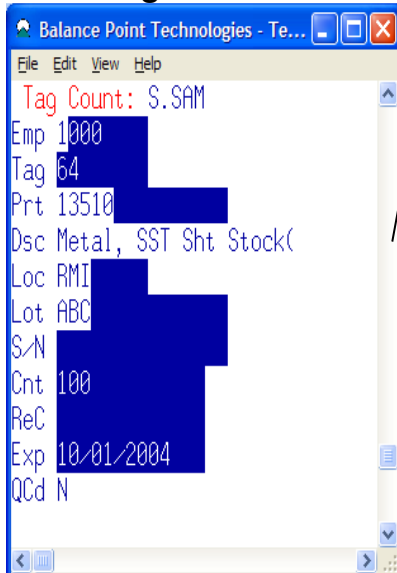 Balance Point Technologies - Te...
File Edit View Help
Tag Count: S.SAM
Emp 1000
Tag 64
Prt 13510
Dsc Metal, SST Sht Stock(
Loc RMI
Lot ABC
S/N
Cnt 100
ReC
Exp 10/01/2004
QCd N